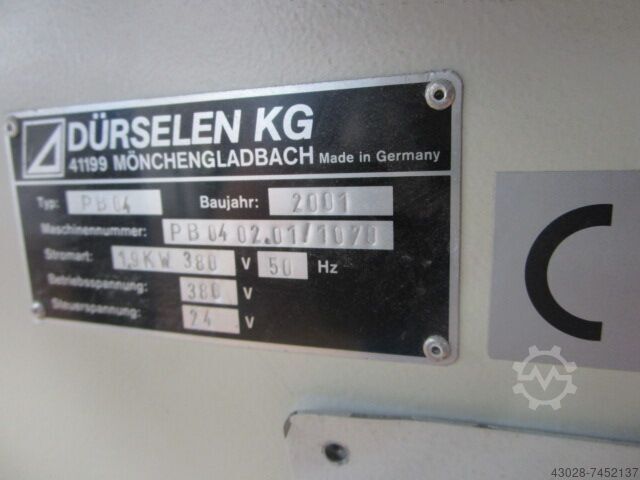 DÜRSELEN KG
41199 MÖNCHENGLADBACH Made in Germany
Typ: PB04 Baujahr: 2001
Maschinennummer: PB04 02.01/1070
Stromart: 1,9KW 380 V 50 Hz
Betriebsspannung: 380 V
Steuerspannung: 24 V
C
43028-7452137